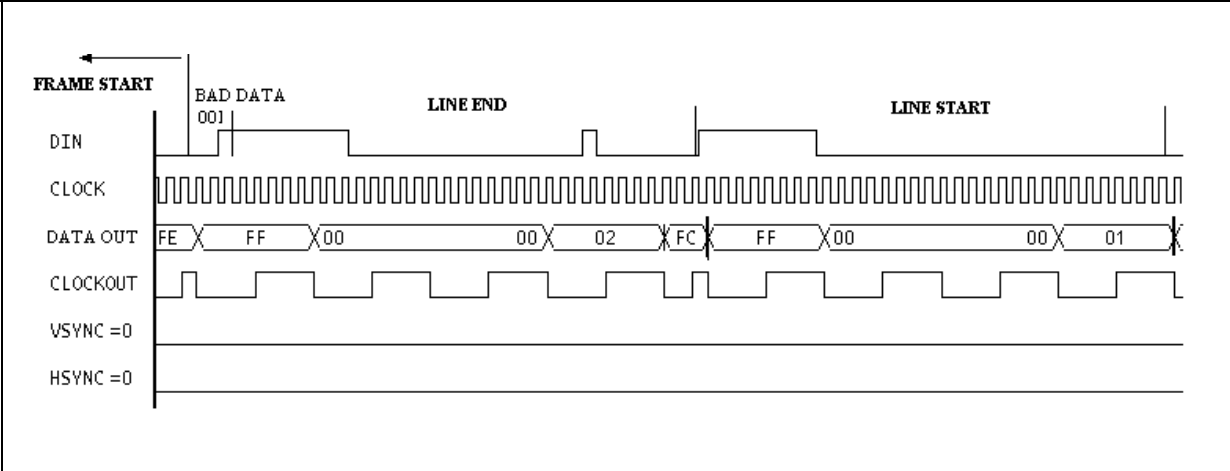 FRAME START
BAD DATA
001
LINE END
LINE START
DIN
CLOCK
DATA OUT
FE FF 00 00 02 FC FF 00 00 01
CLOCKOUT
VSYNC =0
HSYNC =0